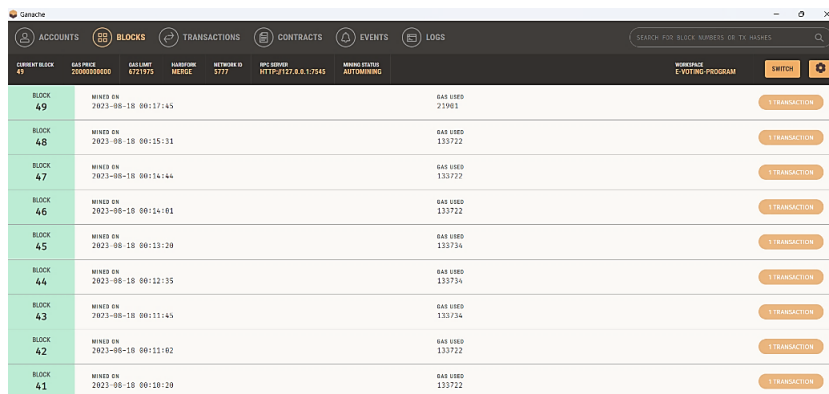 Ganache
ACCOUNTS BLOCKS TRANSACTIONS CONTRACTS EVENTS LOGS SEARCH FOR BLOCK NUMBERS OR TX HASHES
CURRENT BLOCK GAS PRICE GAS LIMIT HARDFORK NETWORK ID RPC SERVER MINING STATUS WORKSPACE
49 20000000000 6721975 MERGE 5777 HTTP://127.0.0.1:7545 AUTOMINING E-VOTING-PROGRAM SWITCH
BLOCK MINED ON GAS USED
49 2023-08-18 00:17:45 21901 1 TRANSACTION
BLOCK MINED ON GAS USED
48 2023-08-18 00:15:31 133722 1 TRANSACTION
BLOCK MINED ON GAS USED
47 2023-08-18 00:14:44 133722 1 TRANSACTION
BLOCK MINED ON GAS USED
46 2023-08-18 00:14:01 133722 1 TRANSACTION
BLOCK MINED ON GAS USED
45 2023-08-18 00:13:20 133734 1 TRANSACTION
BLOCK MINED ON GAS USED
44 2023-08-18 00:12:35 133734 1 TRANSACTION
BLOCK MINED ON GAS USED
43 2023-08-18 00:11:45 133734 1 TRANSACTION
BLOCK MINED ON GAS USED
42 2023-08-18 00:11:02 133722 1 TRANSACTION
BLOCK MINED ON GAS USED
41 2023-08-18 00:10:20 133722 1 TRANSACTION